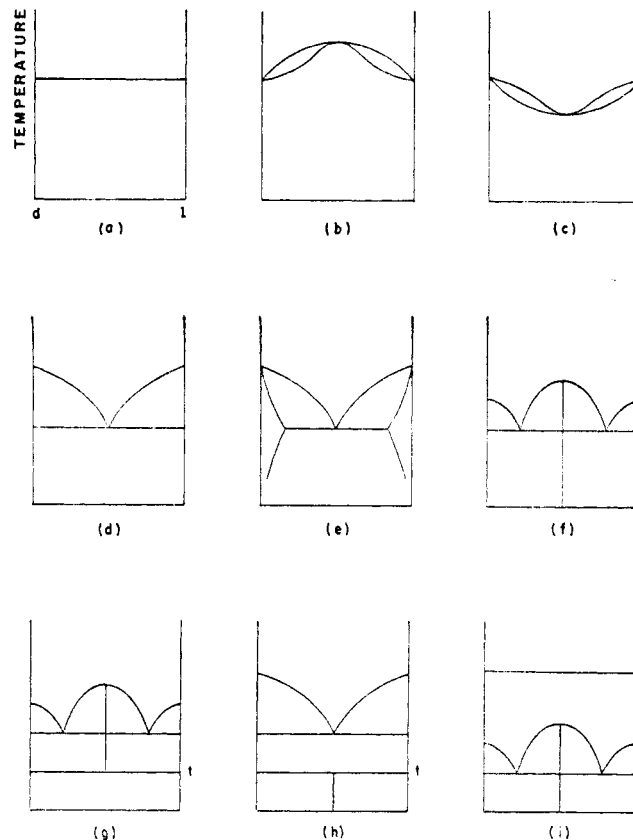 TEMPERATURE
d l
(a)
(b)
(c)
(d)
(e)
(f)
t
(g)
t
(h)
(i)